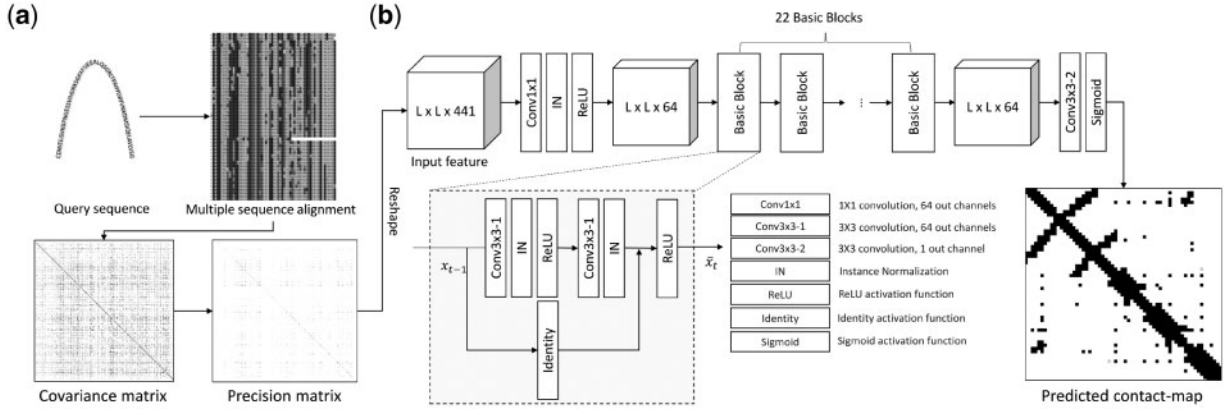 (a)
Query sequence
Multiple sequence alignment
Covariance matrix
Precision matrix
Reshape
(b)
22 Basic Blocks
L x L x 441
Input feature
Conv1x1
IN
ReLU
L x L x 64
Basic Block
Basic Block
...
Basic Block
L x L x 64
Conv3x3-2
Sigmoid
x_{t−1}
Conv3x3-1
IN
ReLU
Conv3x3-1
IN
ReLU
Identity
x̄_t
Conv1x1 1X1 convolution, 64 out channels
Conv3x3-1 3X3 convolution, 64 out channels
Conv3x3-2 3X3 convolution, 1 out channel
IN Instance Normalization
ReLU ReLU activation function
Identity Identity activation function
Sigmoid Sigmoid activation function
Predicted contact-map